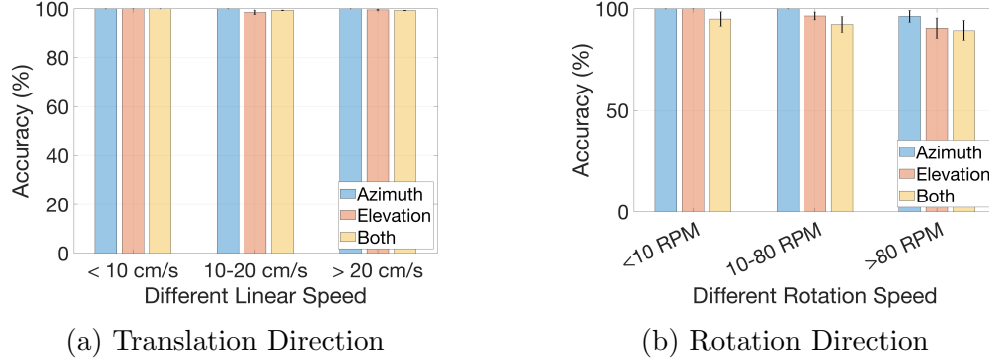 Accuracy (%)
100
80
60
40
20
0
Azimuth
Elevation
Both
< 10 cm/s 10-20 cm/s > 20 cm/s
Different Linear Speed
(a) Translation Direction
Accuracy (%)
100
50
0
Azimuth
Elevation
Both
<10 RPM 10-80 RPM >80 RPM
Different Rotation Speed
(b) Rotation Direction